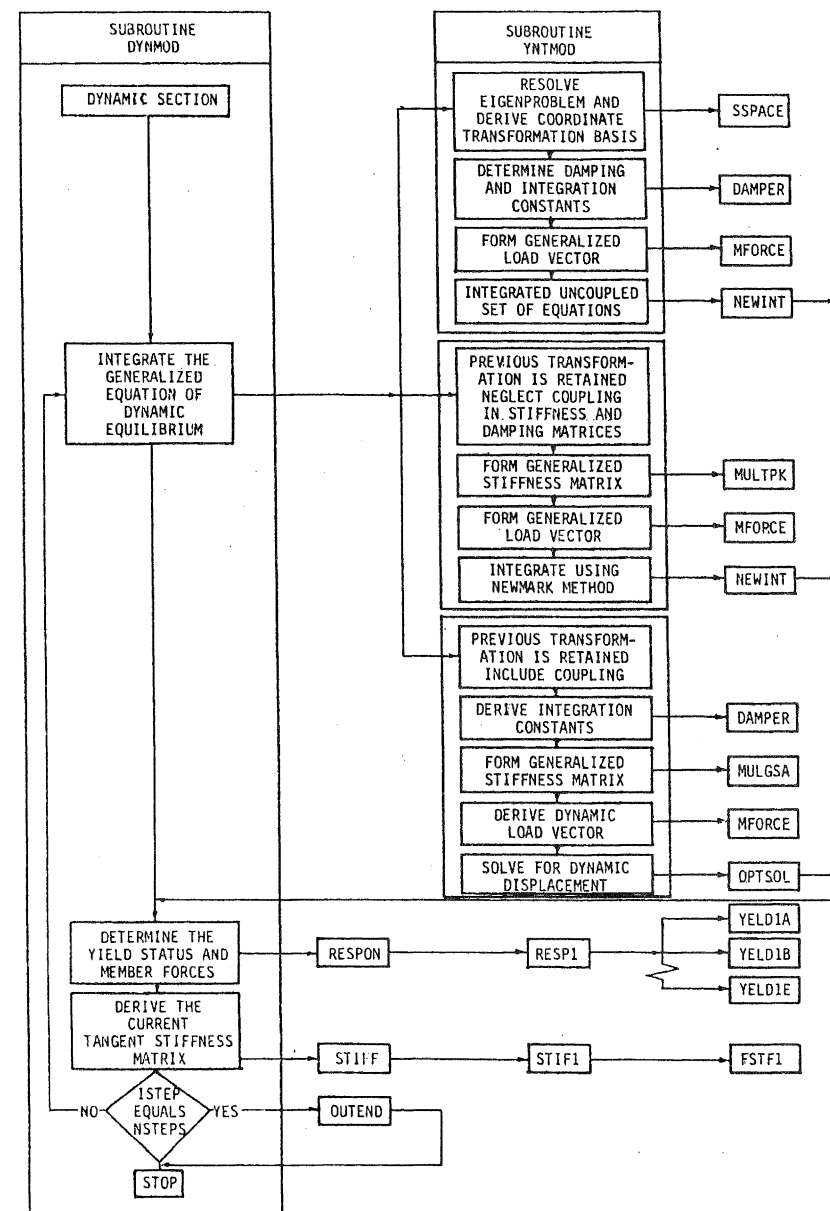 SUBROUTINE
DYNMOD
DYNAMIC SECTION
INTEGRATE THE
GENERALIZED
EQUATION OF
DYNAMIC
EQUILIBRIUM
SUBROUTINE
YNTMOD
RESOLVE
EIGENPROBLEM AND
DERIVE COORDINATE
TRANSFORMATION BASIS
SSPACE
DETERMINE DAMPING
AND INTEGRATION
CONSTANTS
DAMPER
FORM GENERALIZED
LOAD VECTOR
MFORCE
INTEGRATED UNCOUPLED
SET OF EQUATIONS
NEWINT
PREVIOUS TRANSFORM-
ATION IS RETAINED
NEGLECT COUPLING
IN STIFFNESS AND
DAMPING MATRICES
FORM GENERALIZED
STIFFNESS MATRIX
MULTPK
FORM GENERALIZED
LOAD VECTOR
MFORCE
INTEGRATE USING
NEWMARK METHOD
NEWINT
PREVIOUS TRANSFORM-
ATION IS RETAINED
INCLUDE COUPLING
DERIVE INTEGRATION
CONSTANTS
DAMPER
FORM GENERALIZED
STIFFNESS MATRIX
MULGSA
DERIVE DYNAMIC
LOAD VECTOR
MFORCE
SOLVE FOR DYNAMIC
DISPLACEMENT
OPTSOL
DETERMINE THE
YIELD STATUS AND
MEMBER FORCES
RESPON
RESP1
YELD1A
YELD1B
YELD1E
DERIVE THE
CURRENT
TANGENT STIFFNESS
MATRIX
STIFF
STIF1
FSTF1
ISTEP
EQUALS
NSTEPS
NO
YES
OUTEND
STOP